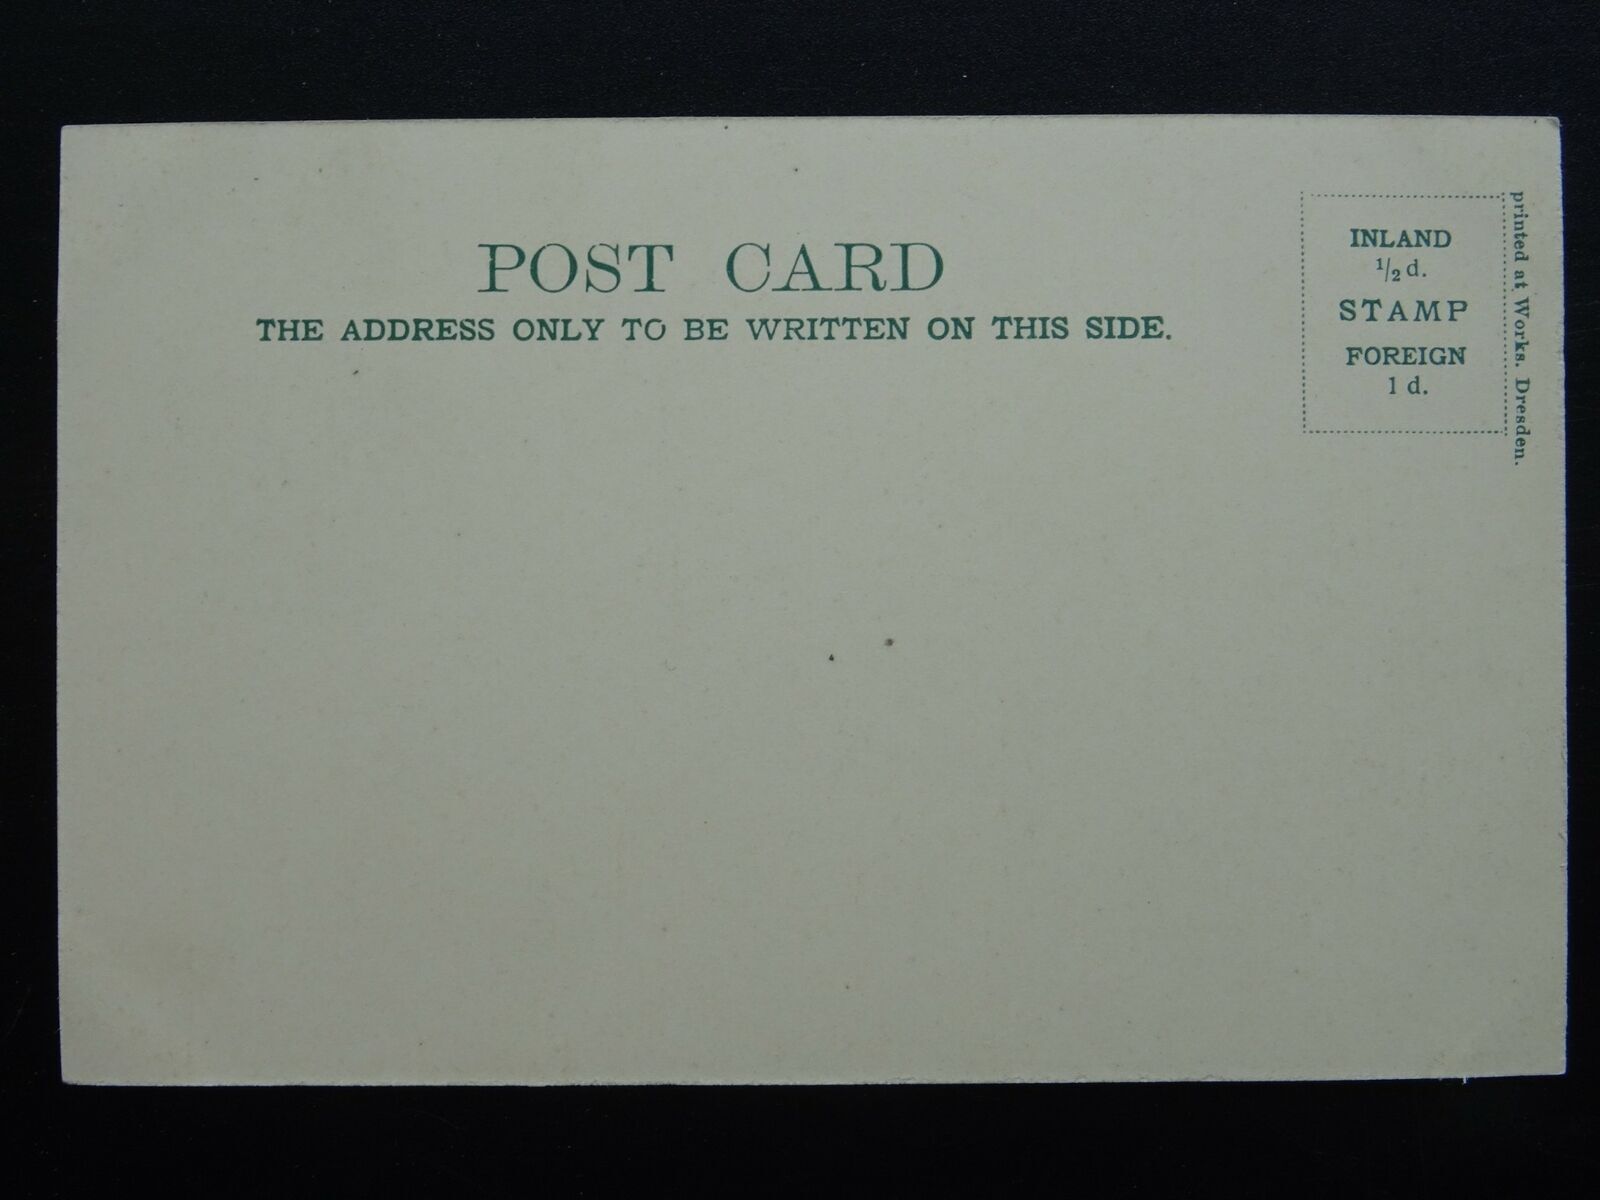 POST CARD
THE ADDRESS ONLY TO BE WRITTEN ON THIS SIDE.
INLAND
1/2 d.
STAMP
FOREIGN
1 d.
printed at Works. Dresden.